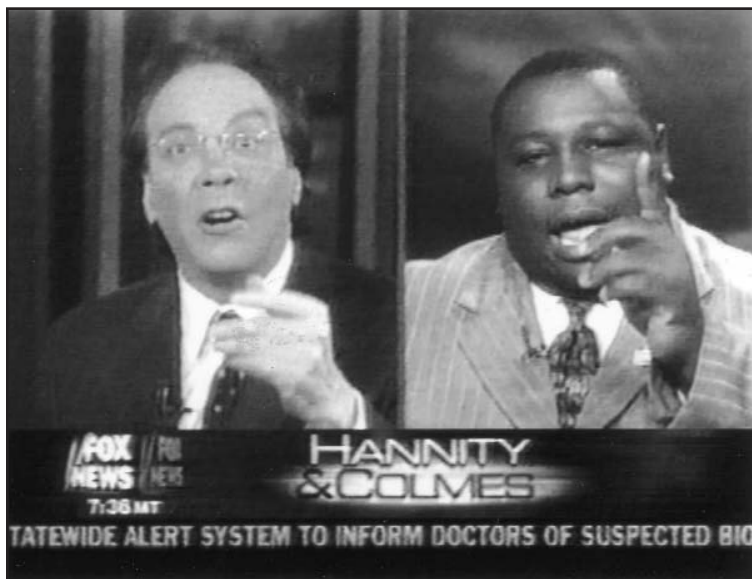 FOX NEWS
FOX NEWS
7:36 MT
HANNITY
& COLMES
TATEWIDE ALERT SYSTEM TO INFORM DOCTORS OF SUSPECTED BIO